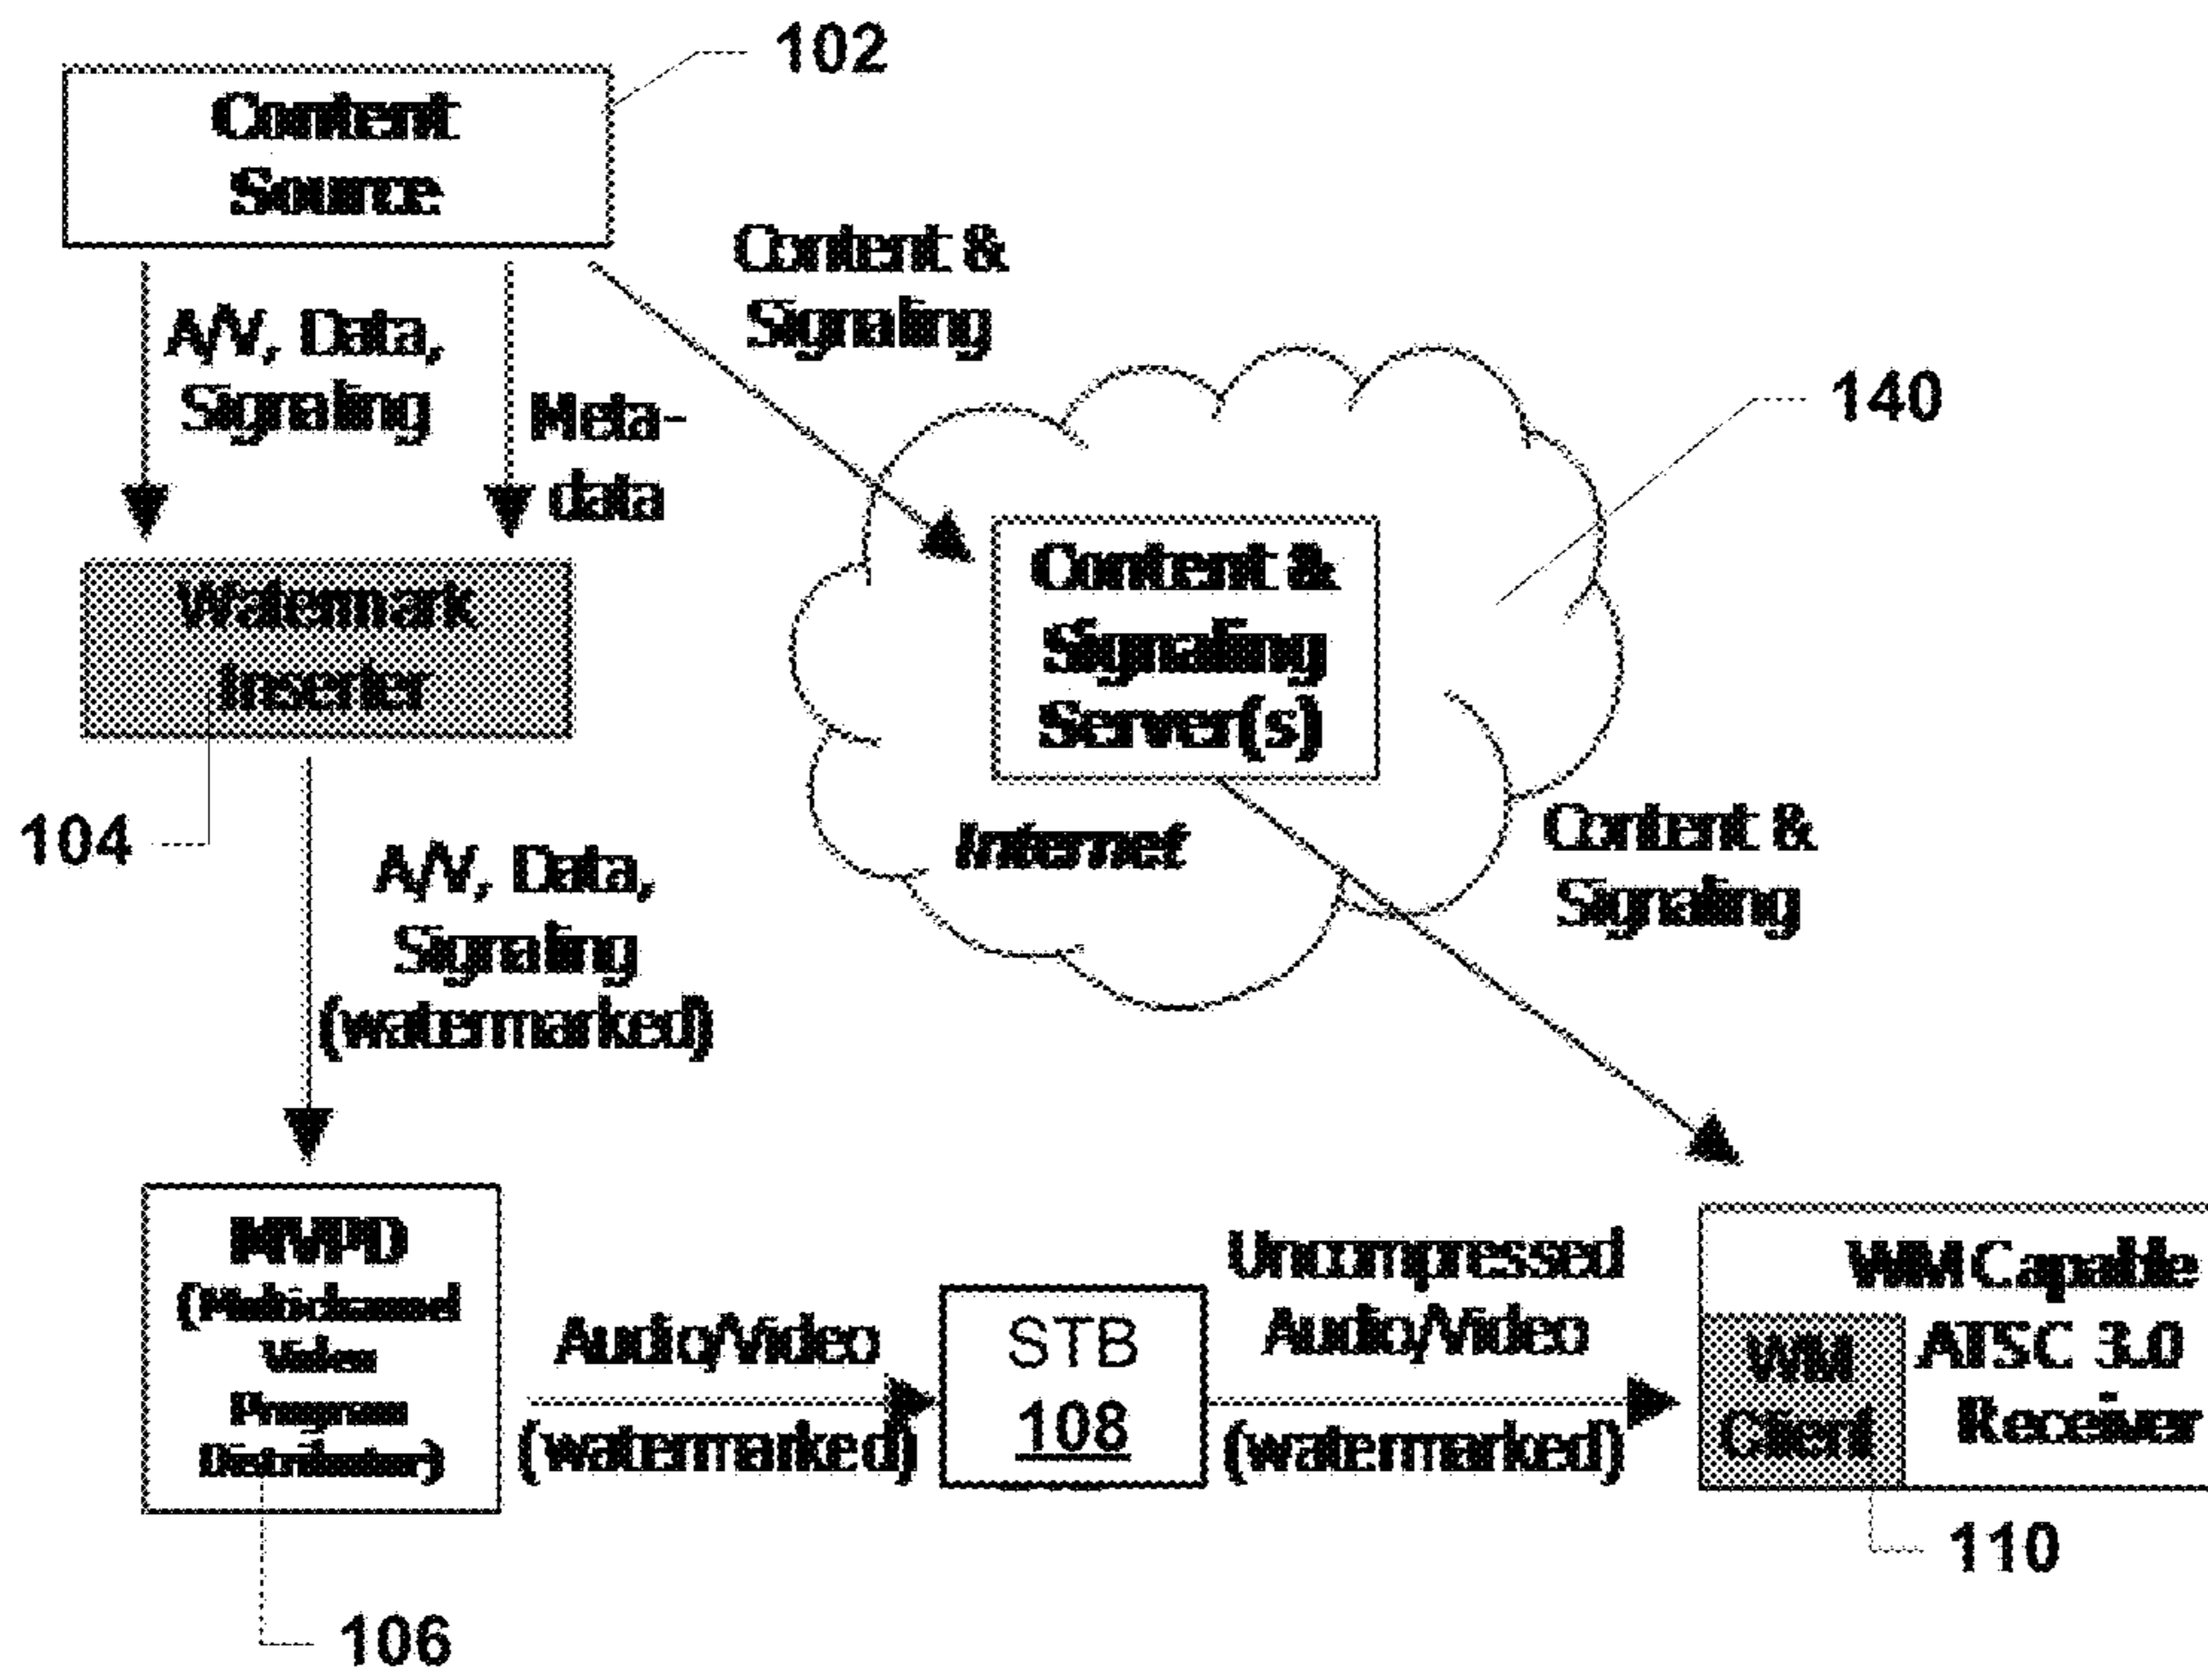 102
Content
Source
Content &
Signaling
A/V, Data,
Signaling
Meta-
data
140
Content &
Signaling
Server(s)
Watermark
Inserter
104
Internet
Content &
Signaling
A/V, Data,
Signaling
(watermarked)
MVPD
(Multi-channel
Video
Program
Distributor)
106
Audio/Video
(watermarked)
STB
108
Uncompressed
Audio/Video
(watermarked)
WM Capable
ATSC 3.0
Receiver
WM
Client
110